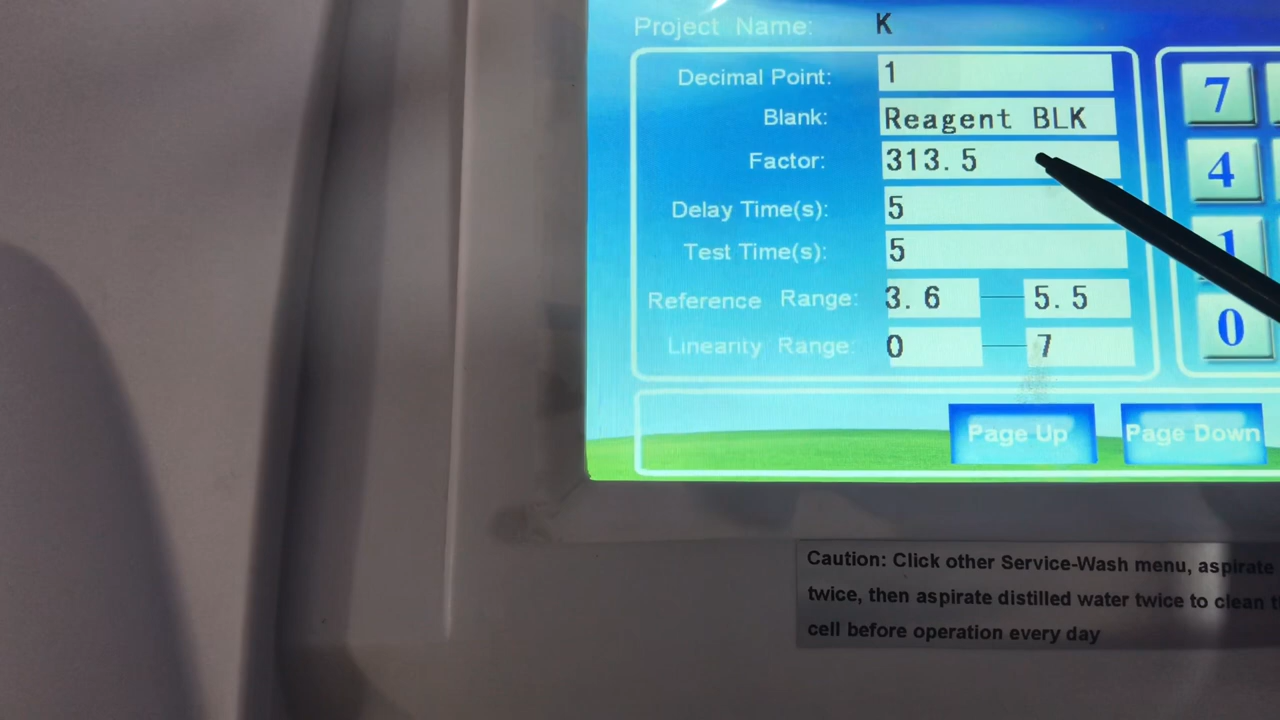 Project Name: K
Decimal Point: 1
Blank: Reagent BLK
Factor: 313.5
Delay Time(s): 5
Test Time(s): 5
Reference Range: 3.6 — 5.5
Linearity Range: 0 — 7
7
4
1
0
Page Up Page Down
Caution: Click other Service-Wash menu, aspirate
twice, then aspirate distilled water twice to clean
cell before operation every day